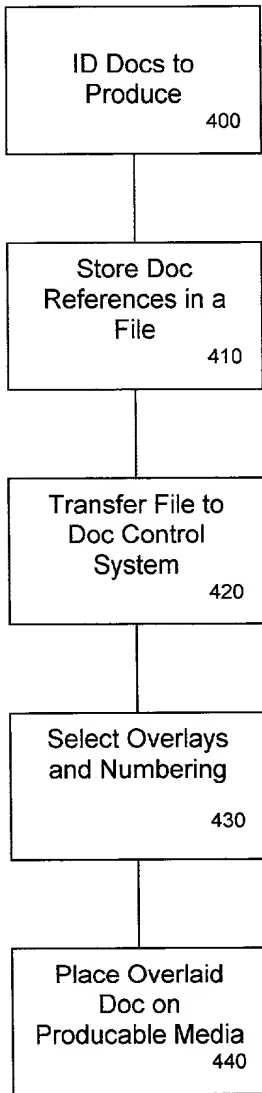 ID Docs to
Produce
400
Store Doc
References in a
File
410
Transfer File to
Doc Control
System
420
Select Overlays
and Numbering
430
Place Overlaid
Doc on
Producable Media
440